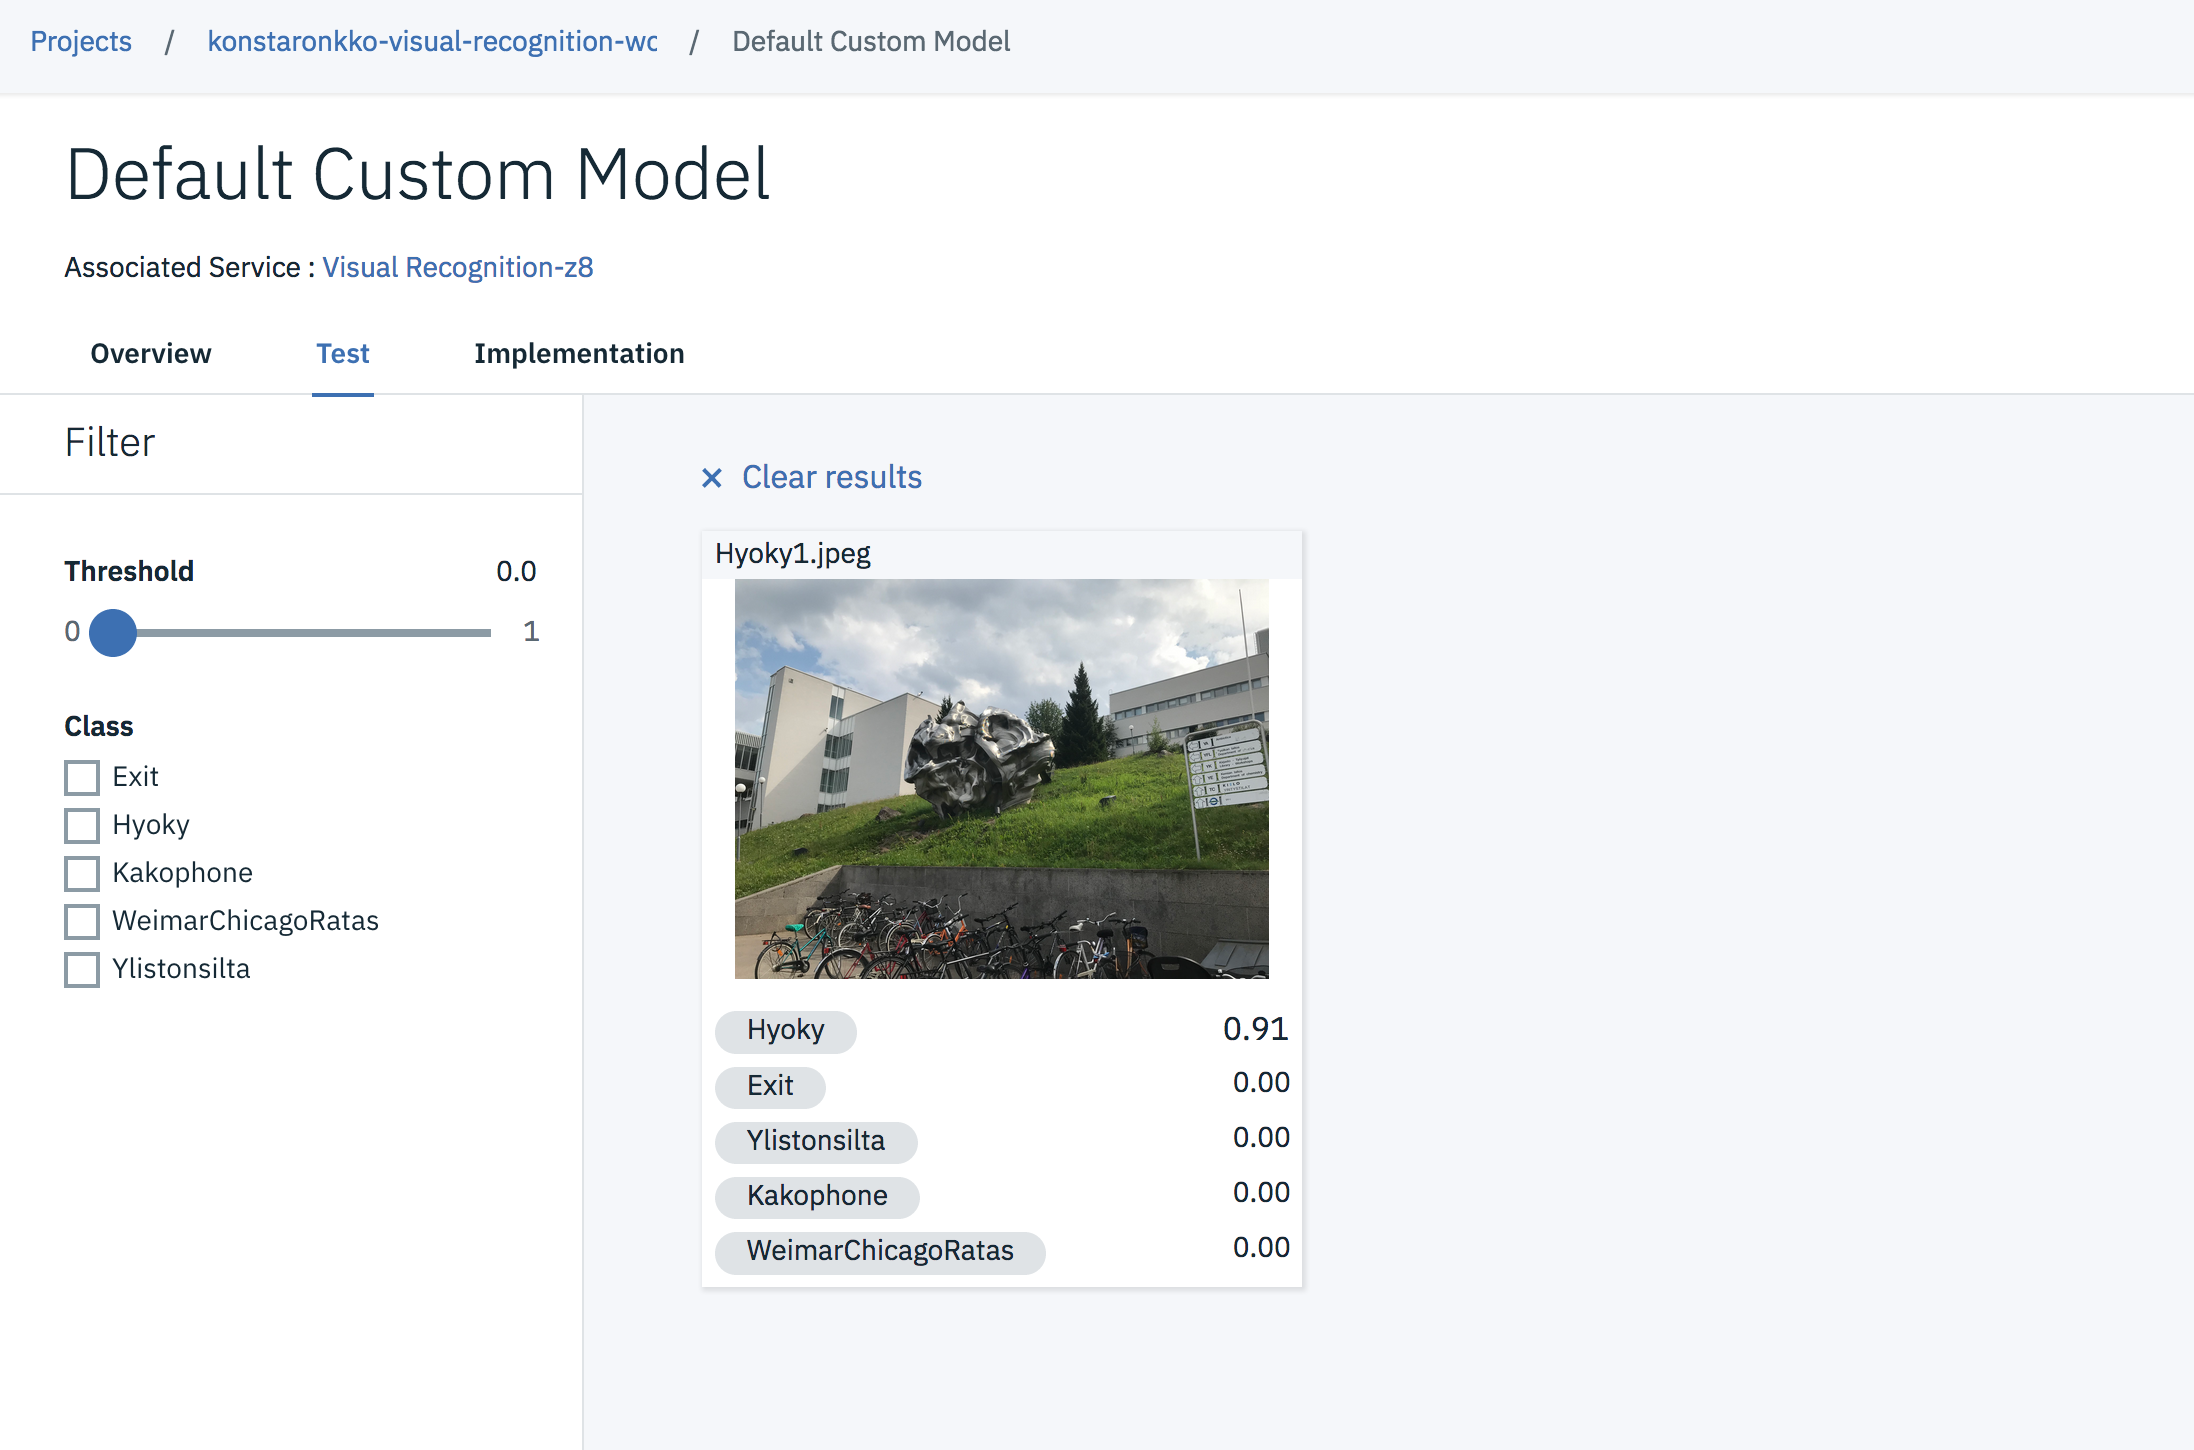 Projects / konstaronkko-visual-recognition-wc / Default Custom Model
Default Custom Model
Associated Service : Visual Recognition-z8
Overview Test Implementation
Filter
Threshold 0.0
0 1
Class
Exit
Hyoky
Kakophone
WeimarChicagoRatas
Ylistonsilta
× Clear results
Hyoky1.jpeg
Hyoky 0.91
Exit 0.00
Ylistonsilta 0.00
Kakophone 0.00
WeimarChicagoRatas 0.00